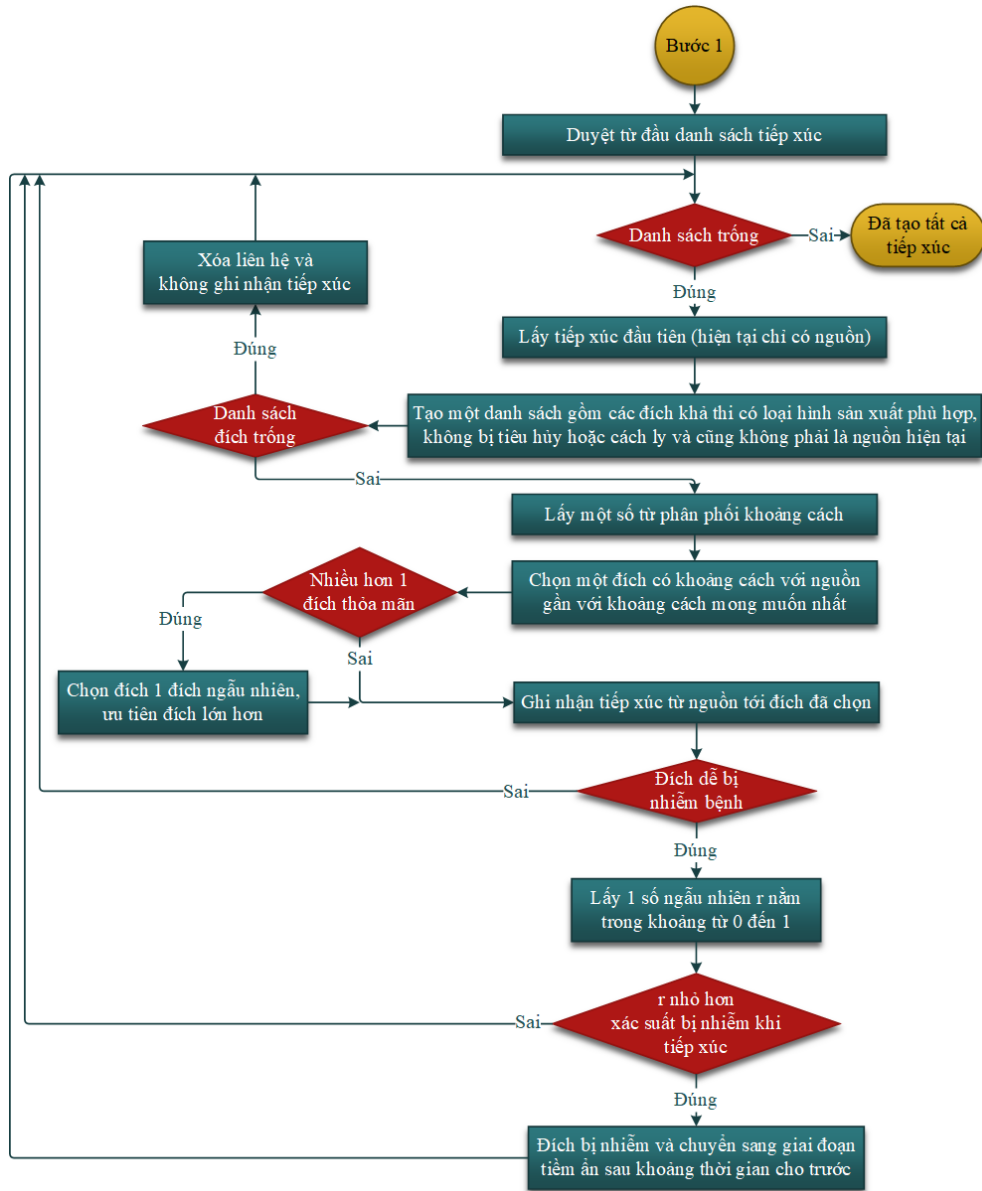 Bước 1
Duyệt từ đầu danh sách tiếp xúc
Danh sách trống
Sai
Đã tạo tất cả
tiếp xúc
Xóa liên hệ và
không ghi nhận tiếp xúc
Đúng
Lấy tiếp xúc đầu tiên (hiện tại chỉ có nguồn)
Đúng
Danh sách
đích trống
Tạo một danh sách gồm các đích khả thi có loại hình sản xuất phù hợp,
không bị tiêu hủy hoặc cách ly và cũng không phải là nguồn hiện tại
Sai
Lấy một số từ phân phối khoảng cách
Chọn một đích có khoảng cách với nguồn
gần với khoảng cách mong muốn nhất
Nhiều hơn 1
đích thỏa mãn
Đúng
Sai
Chọn đích 1 đích ngẫu nhiên,
ưu tiên đích lớn hơn
Ghi nhận tiếp xúc từ nguồn tới đích đã chọn
Đích dễ bị
nhiễm bệnh
Sai
Đúng
Lấy 1 số ngẫu nhiên r nằm
trong khoảng từ 0 đến 1
r nhỏ hơn
xác suất bị nhiễm khi
tiếp xúc
Sai
Đúng
Đích bị nhiễm và chuyển sang giai đoạn
tiềm ẩn sau khoảng thời gian cho trước